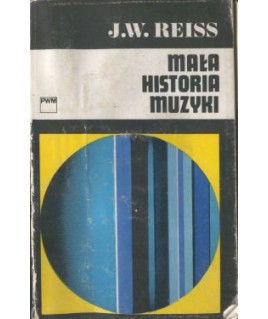 J.W. REISS
MAŁA
HISTORIA
MUZYKI
PWM